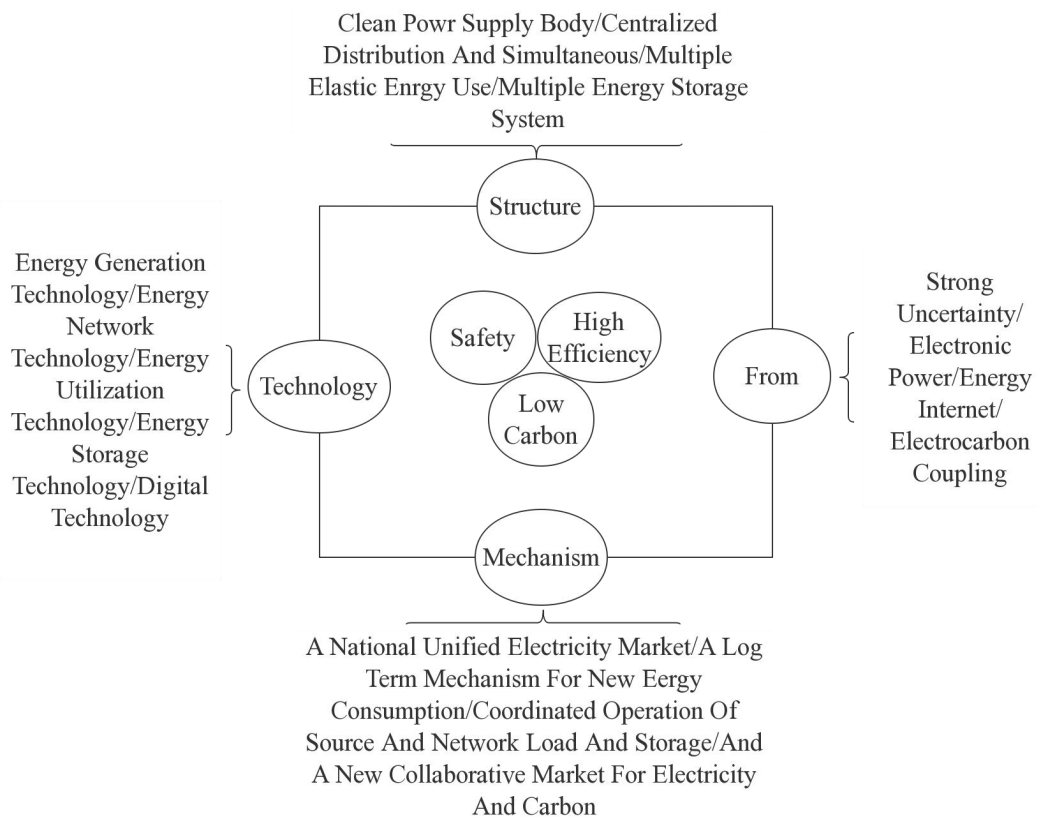 Clean Powr Supply Body/Centralized
Distribution And Simultaneous/Multiple
Elastic Enrgy Use/Multiple Energy Storage
System
Structure
Energy Generation
Technology/Energy
Network
Technology/Energy
Utilization
Technology/Energy
Storage
Technology/Digital
Technology
Technology
Safety
High
Efficiency
Low
Carbon
From
Strong
Uncertainty/
Electronic
Power/Energy
Internet/
Electrocarbon
Coupling
Mechanism
A National Unified Electricity Market/A Log
Term Mechanism For New Eergy
Consumption/Coordinated Operation Of
Source And Network Load And Storage/And
A New Collaborative Market For Electricity
And Carbon